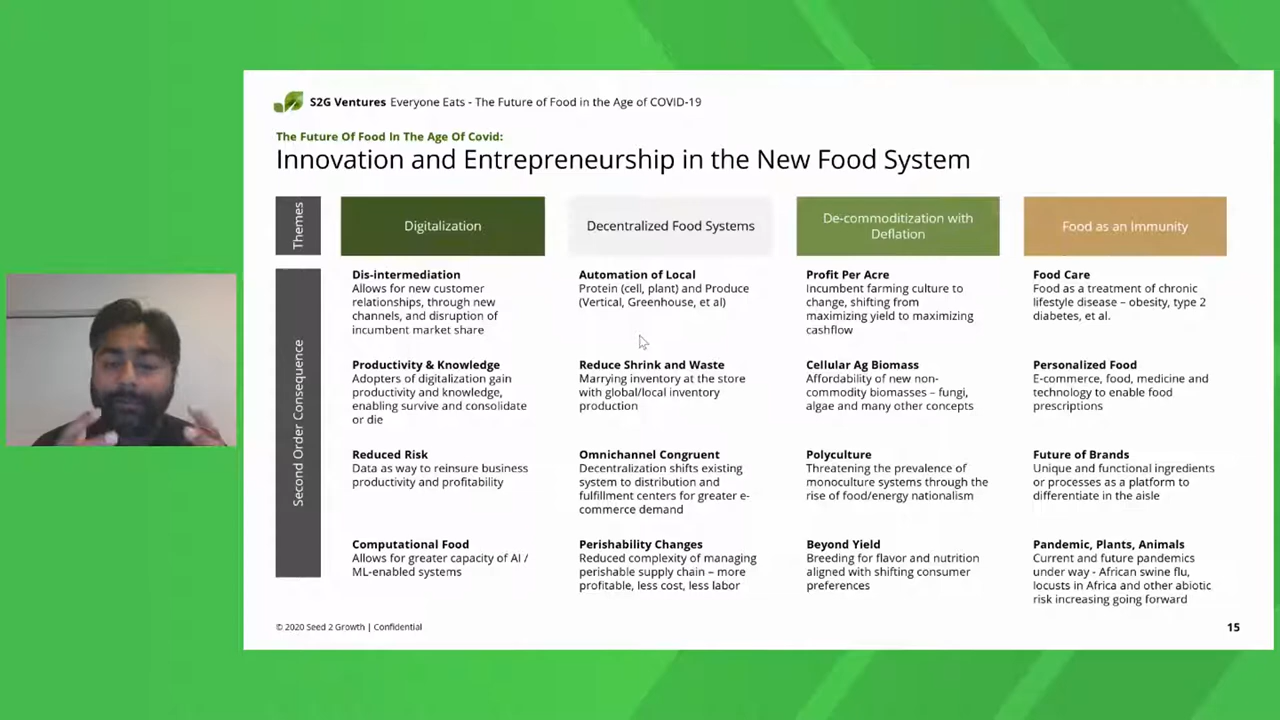 S2G Ventures Everyone Eats - The Future of Food in the Age of COVID-19
The Future Of Food In The Age Of Covid:
Innovation and Entrepreneurship in the New Food System
Themes
Digitalization
Decentralized Food Systems
De-commoditization with
Deflation
Food as an Immunity
Second Order Consequence
Dis-intermediation
Allows for new customer
relationships, through new
channels, and disruption of
incumbent market share
Productivity & Knowledge
Adopters of digitalization gain
productivity and knowledge,
enabling survive and consolidate
or die
Reduced Risk
Data as way to reinsure business
productivity and profitability
Computational Food
Allows for greater capacity of AI /
ML-enabled systems
Automation of Local
Protein (cell, plant) and Produce
(Vertical, Greenhouse, et al)
Reduce Shrink and Waste
Marrying inventory at the store
with global/local inventory
production
Omnichannel Congruent
Decentralization shifts existing
system to distribution and
fulfillment centers for greater e-
commerce demand
Perishability Changes
Reduced complexity of managing
perishable supply chain – more
profitable, less cost, less labor
Profit Per Acre
Incumbent farming culture to
change, shifting from
maximizing yield to maximizing
cashflow
Cellular Ag Biomass
Affordability of new non-
commodity biomasses – fungi,
algae and many other concepts
Polyculture
Threatening the prevalence of
monoculture systems through the
rise of food/energy nationalism
Beyond Yield
Breeding for flavor and nutrition
aligned with shifting consumer
preferences
Food Care
Food as a treatment of chronic
lifestyle disease – obesity, type 2
diabetes, et al.
Personalized Food
E-commerce, food, medicine and
technology to enable food
prescriptions
Future of Brands
Unique and functional ingredients
or processes as a platform to
differentiate in the aisle
Pandemic, Plants, Animals
Current and future pandemics
under way - African swine flu,
locusts in Africa and other abiotic
risk increasing going forward
© 2020 Seed 2 Growth | Confidential
15